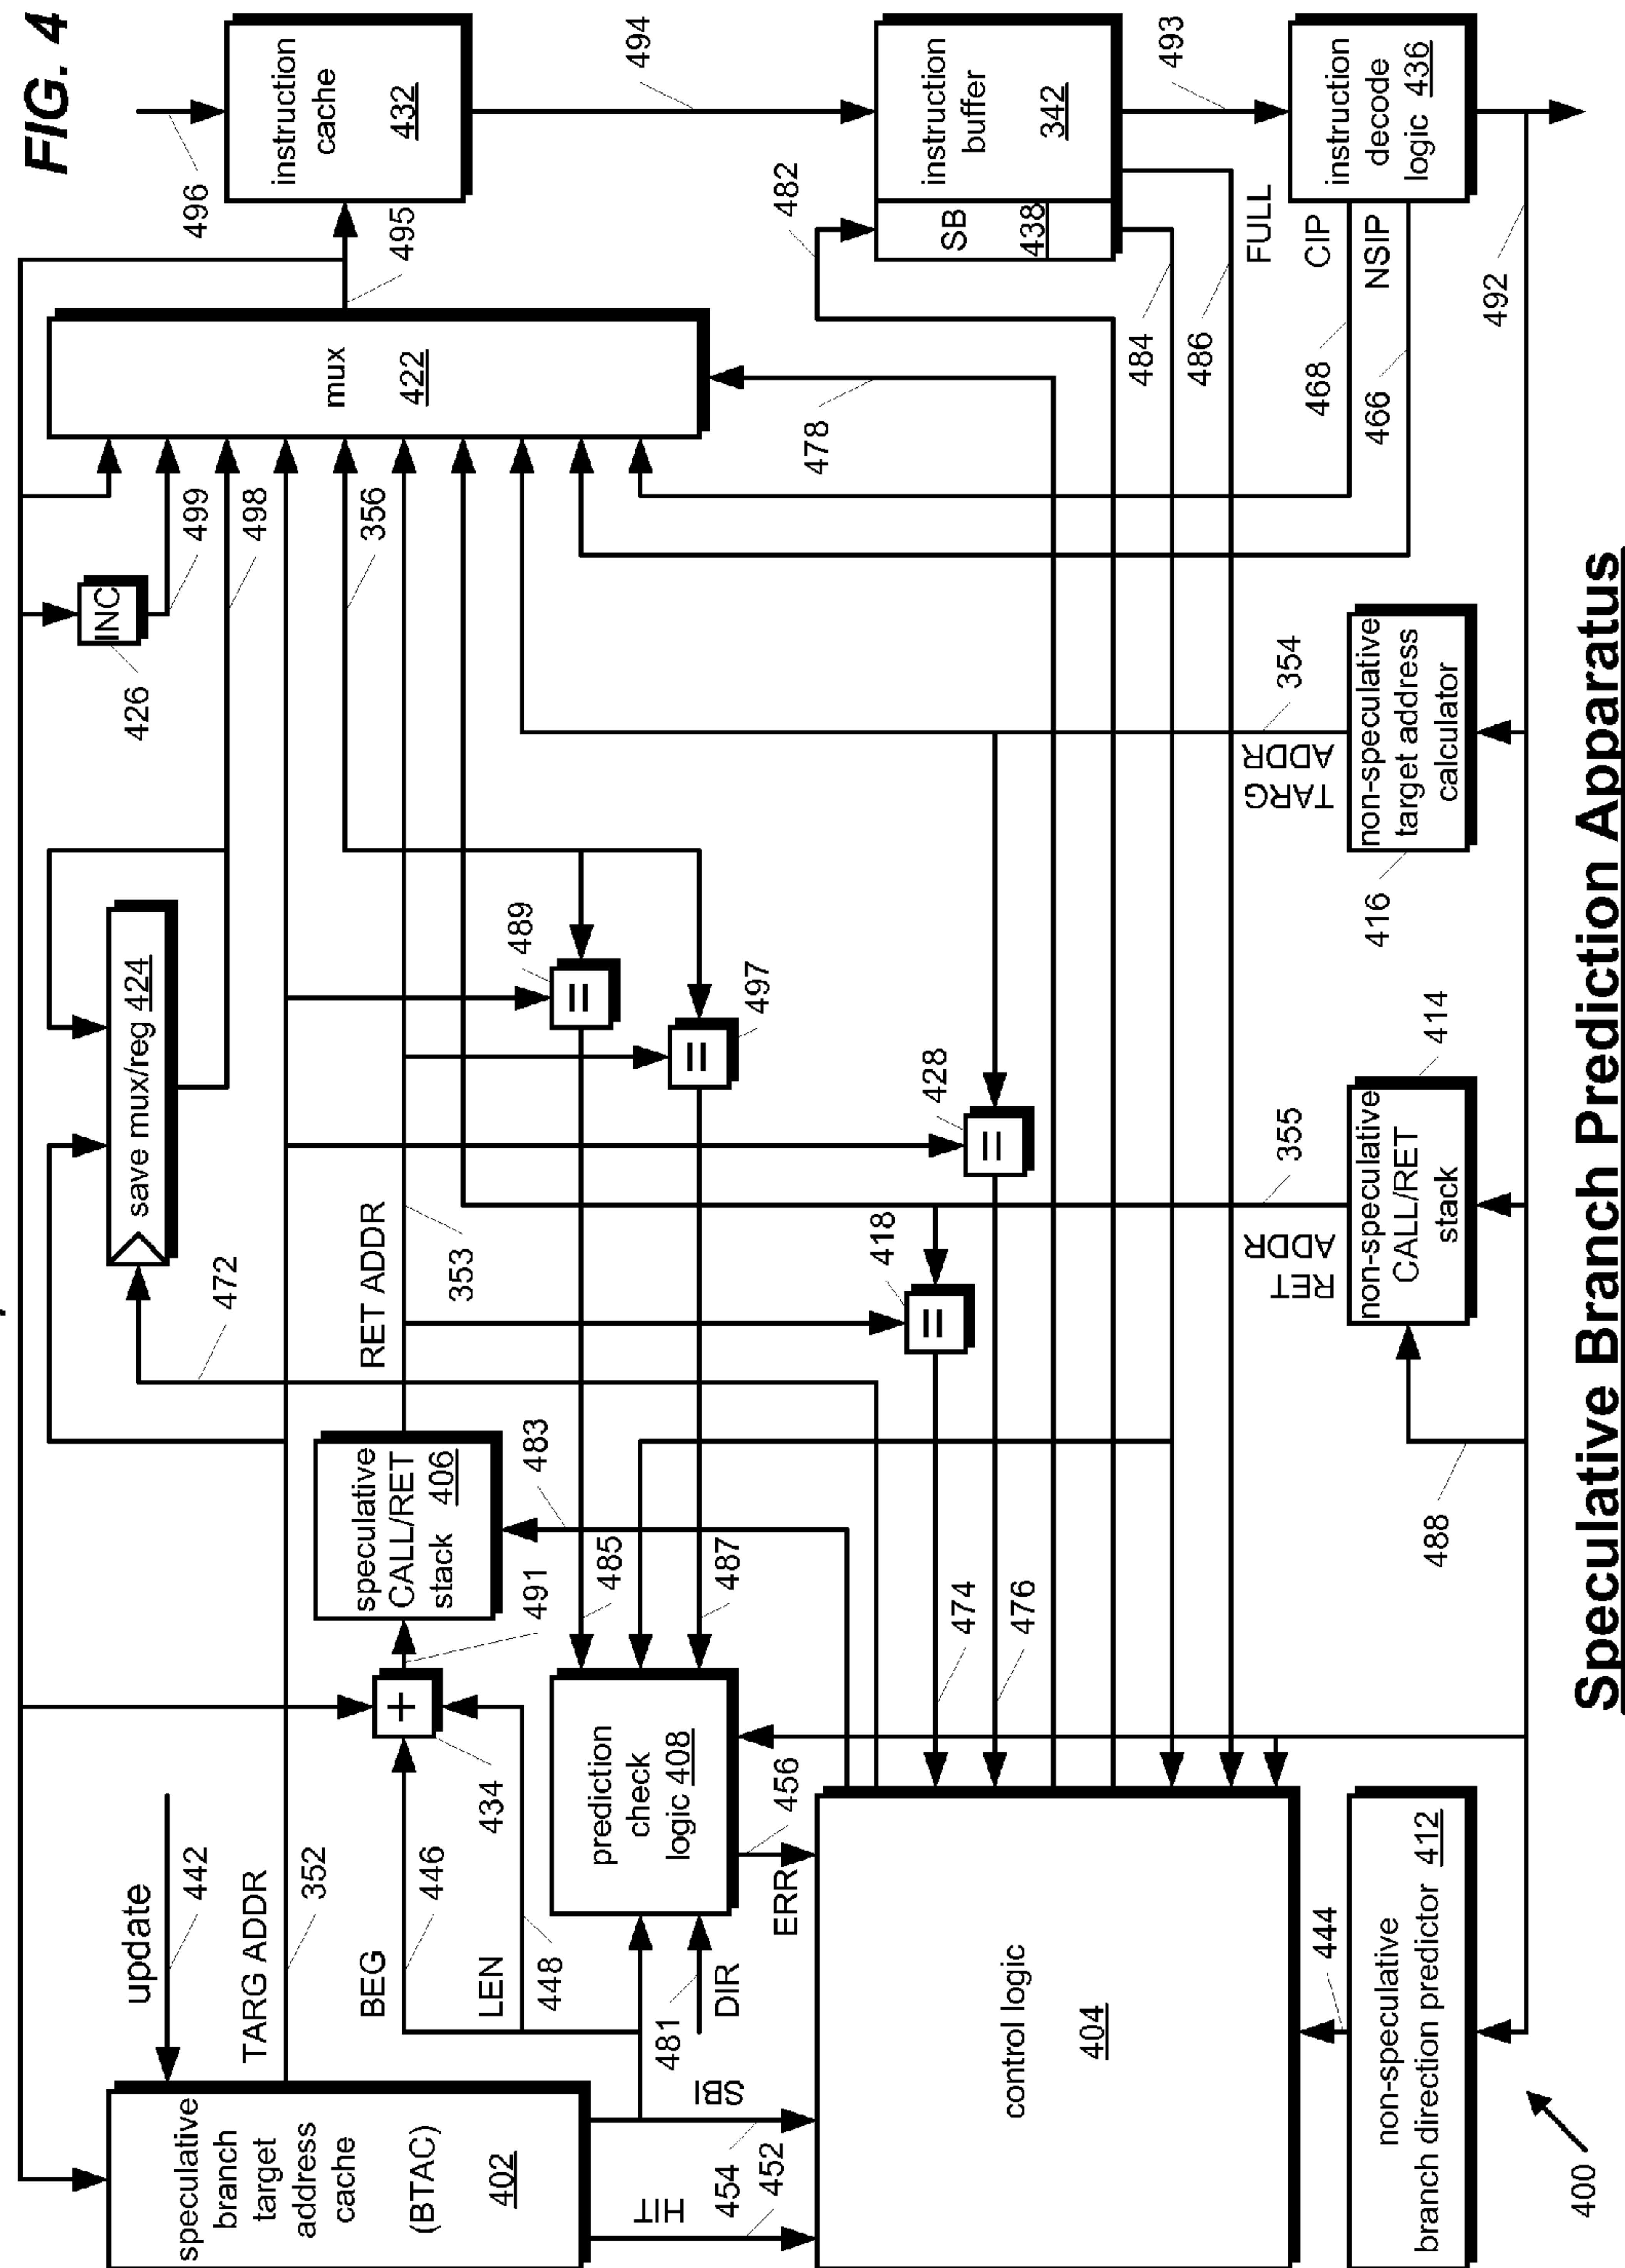 FIG. 4
speculative
branch
target
address
cache
(BTAC)
402
update
442
TARG ADDR
352
BEG
446
LEN
448
434
+
491
speculative
CALL/RET
stack 406
483
RET ADDR
353
472
save mux/reg 424
426
INC
499
498
356
mux
422
495
496
instruction
cache
432
494
482
SB
438
instruction
buffer
342
493
484
486
FULL
CIP
NSIP
468
466
instruction
decode
logic 436
492
478
489
=
497
=
428
=
418
=
485
487
474
476
prediction
check
logic 408
456
ERR
481
DIR
SBI
454
452
HIT
control logic
404
444
non-speculative
branch direction predictor 412
488
RET
ADDR
355
non-speculative
CALL/RET
stack
414
TARG
ADDR
354
non-speculative
target address
calculator
416
400
Speculative Branch Prediction Apparatus